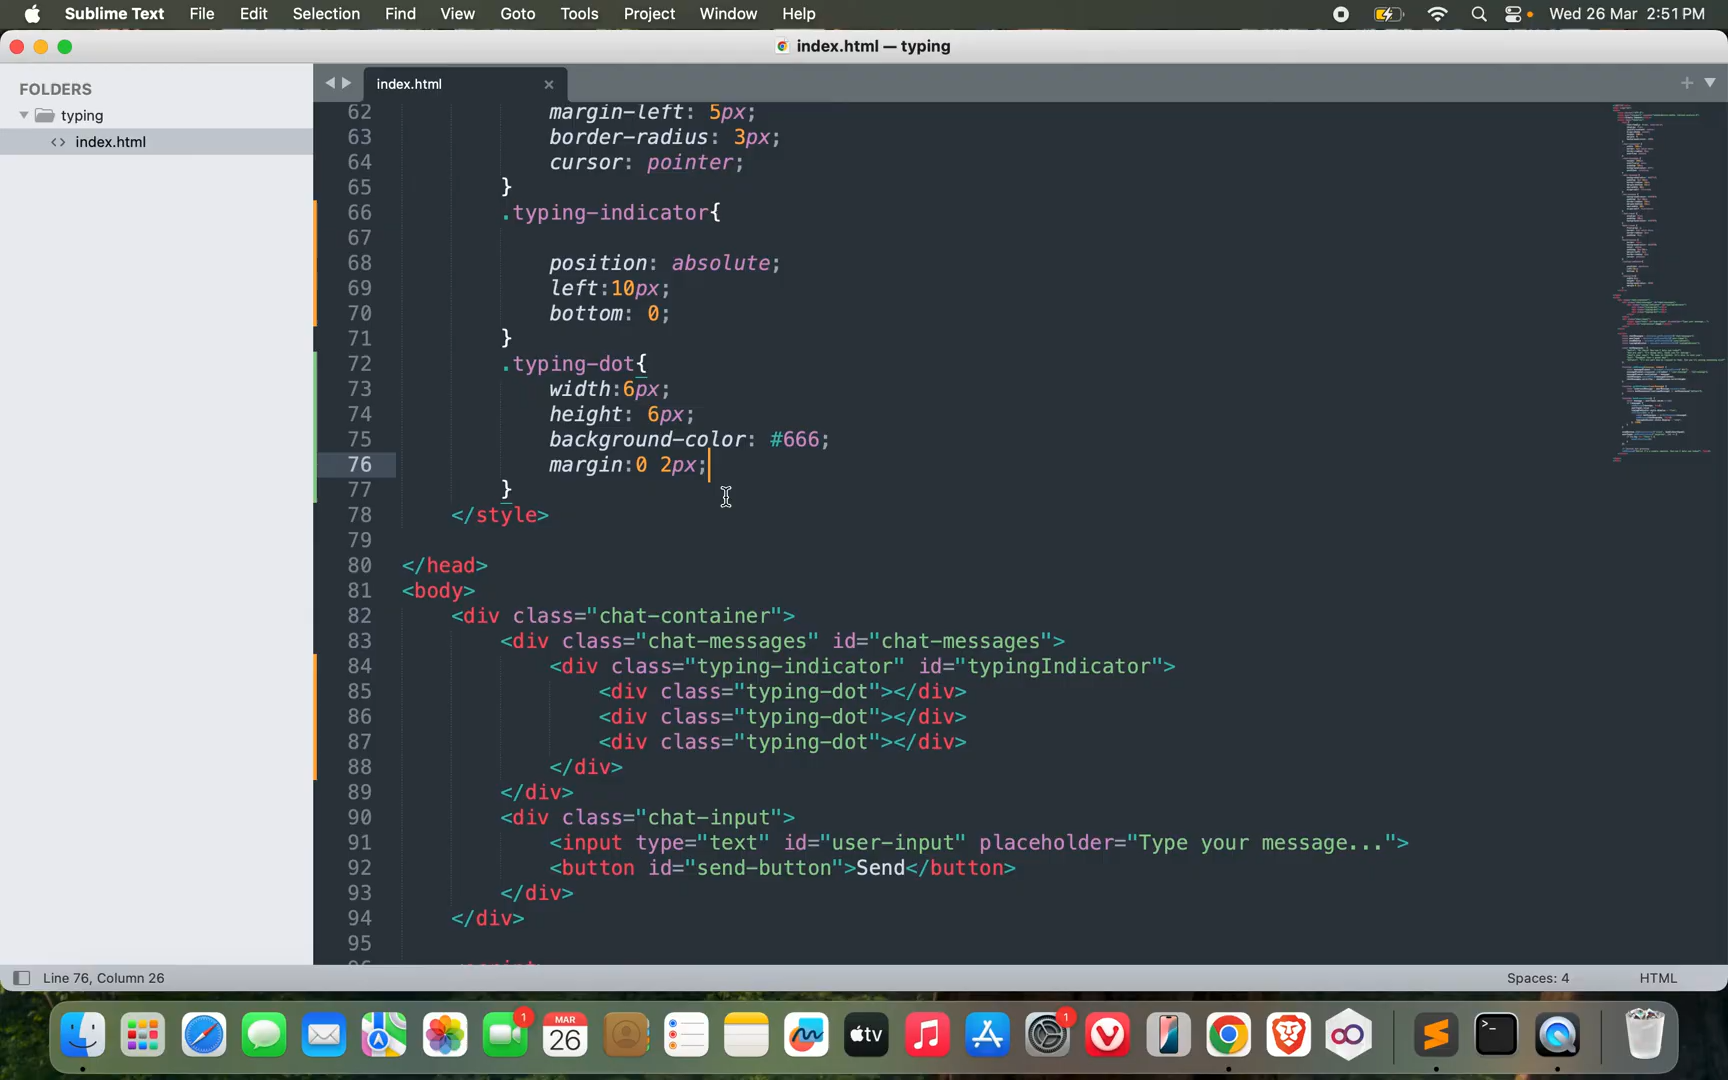 Sublime Text File Edit Selection Find View Goto Tools Project Window Help Wed 26 Mar 2:51 PM
index.html — typing
FOLDERS
typing
index.html
index.html
62 margin-left: 5px;
63 border-radius: 3px;
64 cursor: pointer;
65 }
66 .typing-indicator{
67
68 position: absolute;
69 left:10px;
70 bottom: 0;
71 }
72 .typing-dot{
73 width:6px;
74 height: 6px;
75 background-color: #666;
76 margin:0 2px;
77 }
78 </style>
79
80 </head>
81 <body>
82 <div class="chat-container">
83 <div class="chat-messages" id="chat-messages">
84 <div class="typing-indicator" id="typingIndicator">
85 <div class="typing-dot"></div>
86 <div class="typing-dot"></div>
87 <div class="typing-dot"></div>
88 </div>
89 </div>
90 <div class="chat-input">
91 <input type="text" id="user-input" placeholder="Type your message...">
92 <button id="send-button">Send</button>
93 </div>
94 </div>
95
Line 76, Column 26 Spaces: 4 HTML
1 MAR 26 tv 1